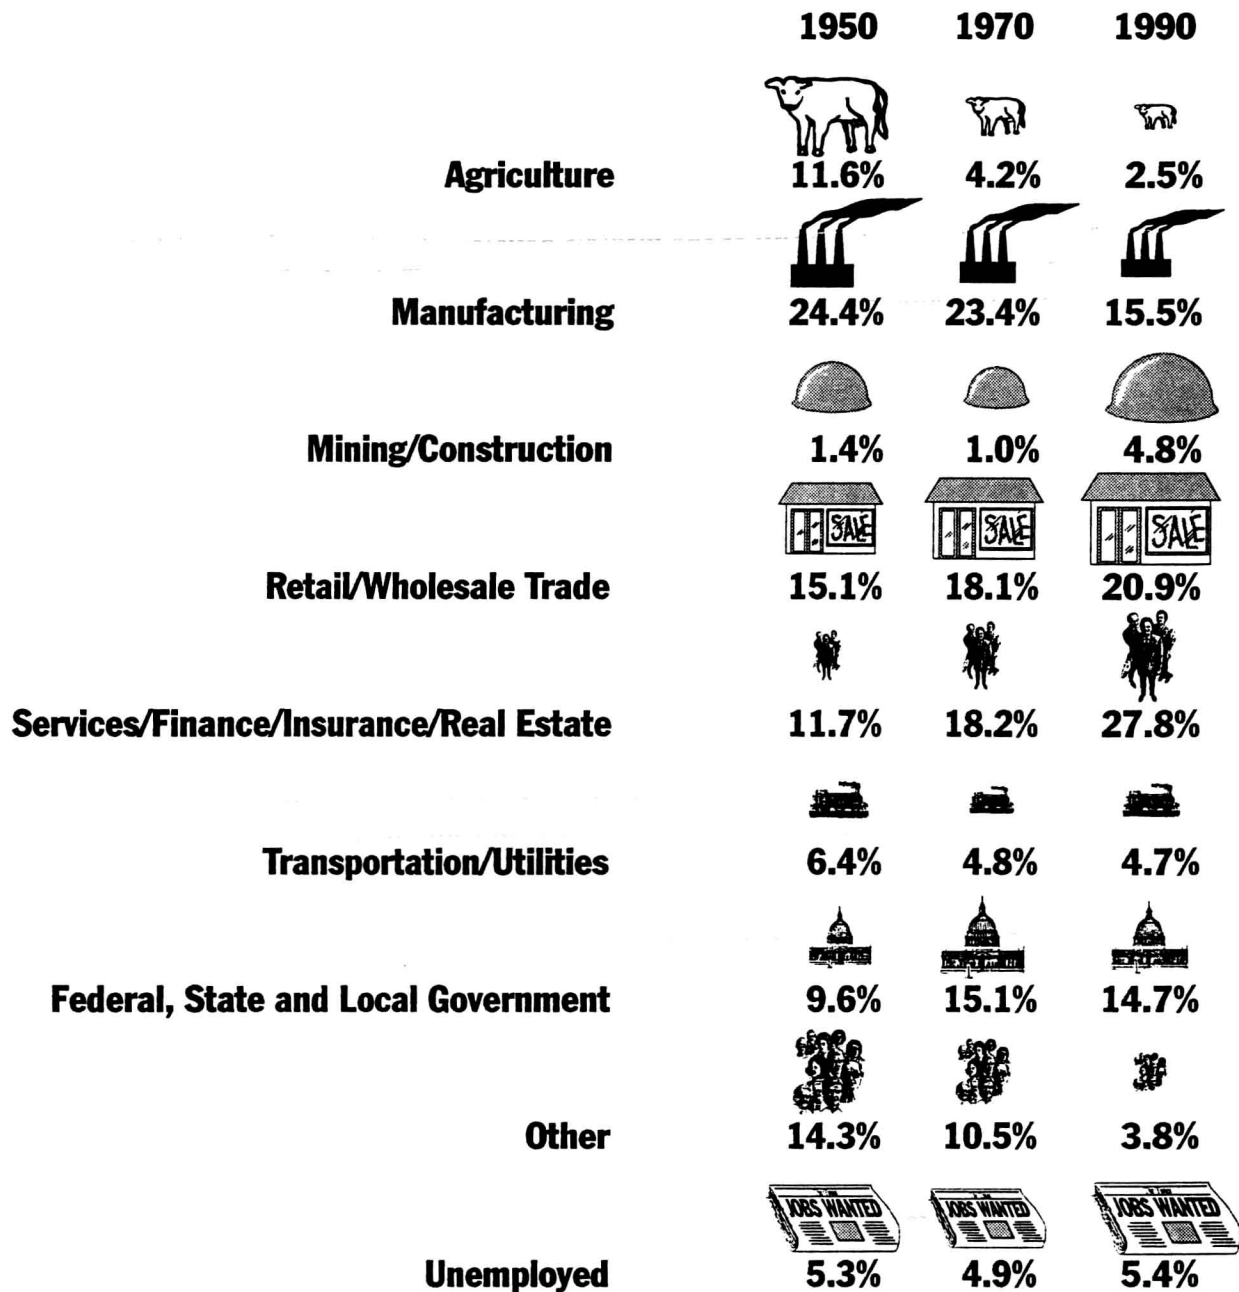 1950 1970 1990
Agriculture 11.6% 4.2% 2.5%
Manufacturing 24.4% 23.4% 15.5%
Mining/Construction 1.4% 1.0% 4.8%
SALE SALE SALE
Retail/Wholesale Trade 15.1% 18.1% 20.9%
Services/Finance/Insurance/Real Estate 11.7% 18.2% 27.8%
Transportation/Utilities 6.4% 4.8% 4.7%
Federal, State and Local Government 9.6% 15.1% 14.7%
Other 14.3% 10.5% 3.8%
JOBS WANTED JOBS WANTED JOBS WANTED
Unemployed 5.3% 4.9% 5.4%